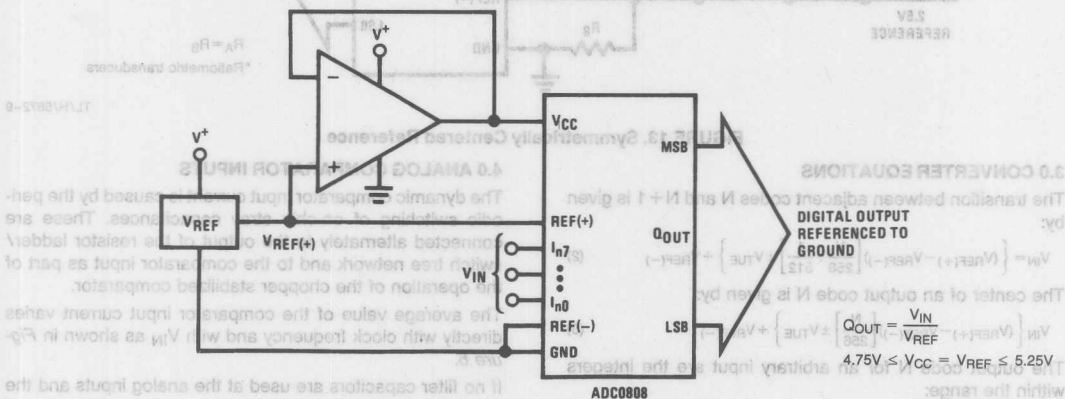 V+
−
+
V+
VREF
VREF(+)
VCC
REF(+)
In7
VIN
In0
REF(−)
GND
MSB
QOUT
LSB
ADC0808
DIGITAL OUTPUT
REFERENCED TO
GROUND
QOUT = VIN / VREF
4.75V ≤ VCC = VREF ≤ 5.25V
2.5V
REFERENCE
RB
GND
RA = RB
*Ratiometric transducers
TL/H/5672-9
FIGURE 13. Symmetrically Centered Reference
3.0 CONVERTER EQUATIONS
The transition between adjacent codes N and N + 1 is given
by:
The center of an output code N is given by:
The output code N for an arbitrary input are the integers
within the range:
4.0 ANALOG COMPARATOR INPUTS
The dynamic comparator input current is caused by the peri-
odic switching of on-chip stray capacitances. These are
connected alternately to the output of the resistor ladder/
switch tree network and to the comparator input as part of
the operation of the chopper stabilized comparator.
The average value of the comparator input current varies
directly with clock frequency and with VIN as shown in Fig-
ure 6.
If no filter capacitors are used at the analog inputs and the